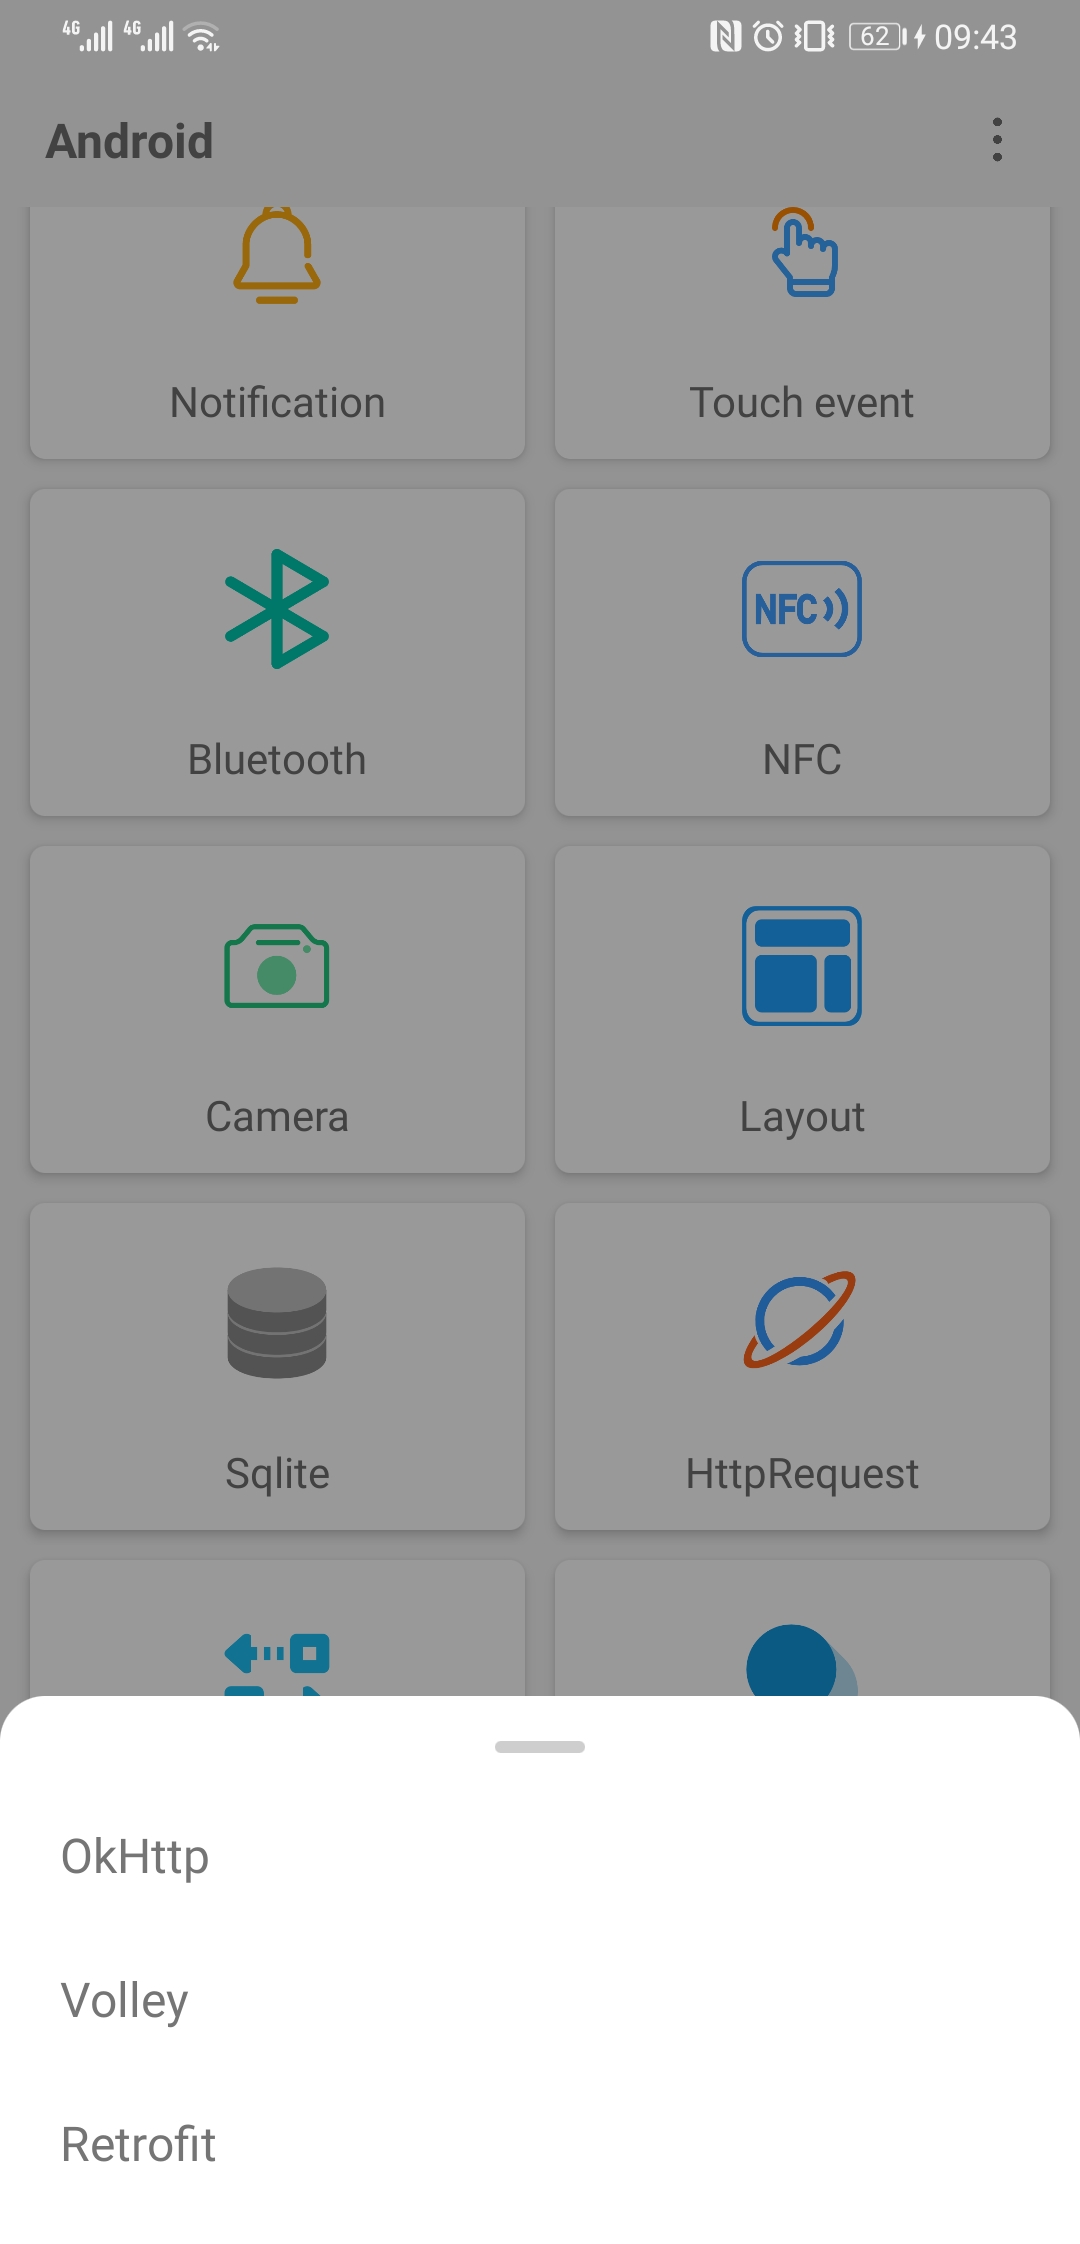 4G 4G 62 09:43
Android
Notification Touch event
NFC
Bluetooth NFC
Camera Layout
Sqlite HttpRequest
OkHttp
Volley
Retrofit